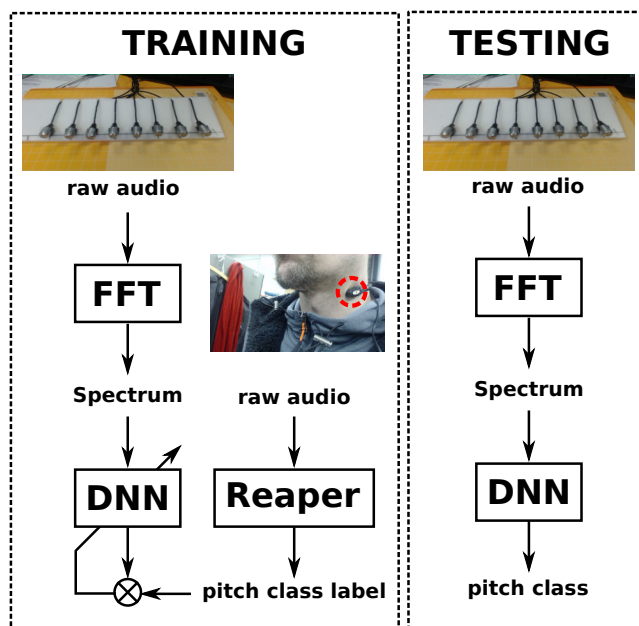 TRAINING
raw audio
FFT
Spectrum
DNN
raw audio
Reaper
pitch class label
TESTING
raw audio
FFT
Spectrum
DNN
pitch class